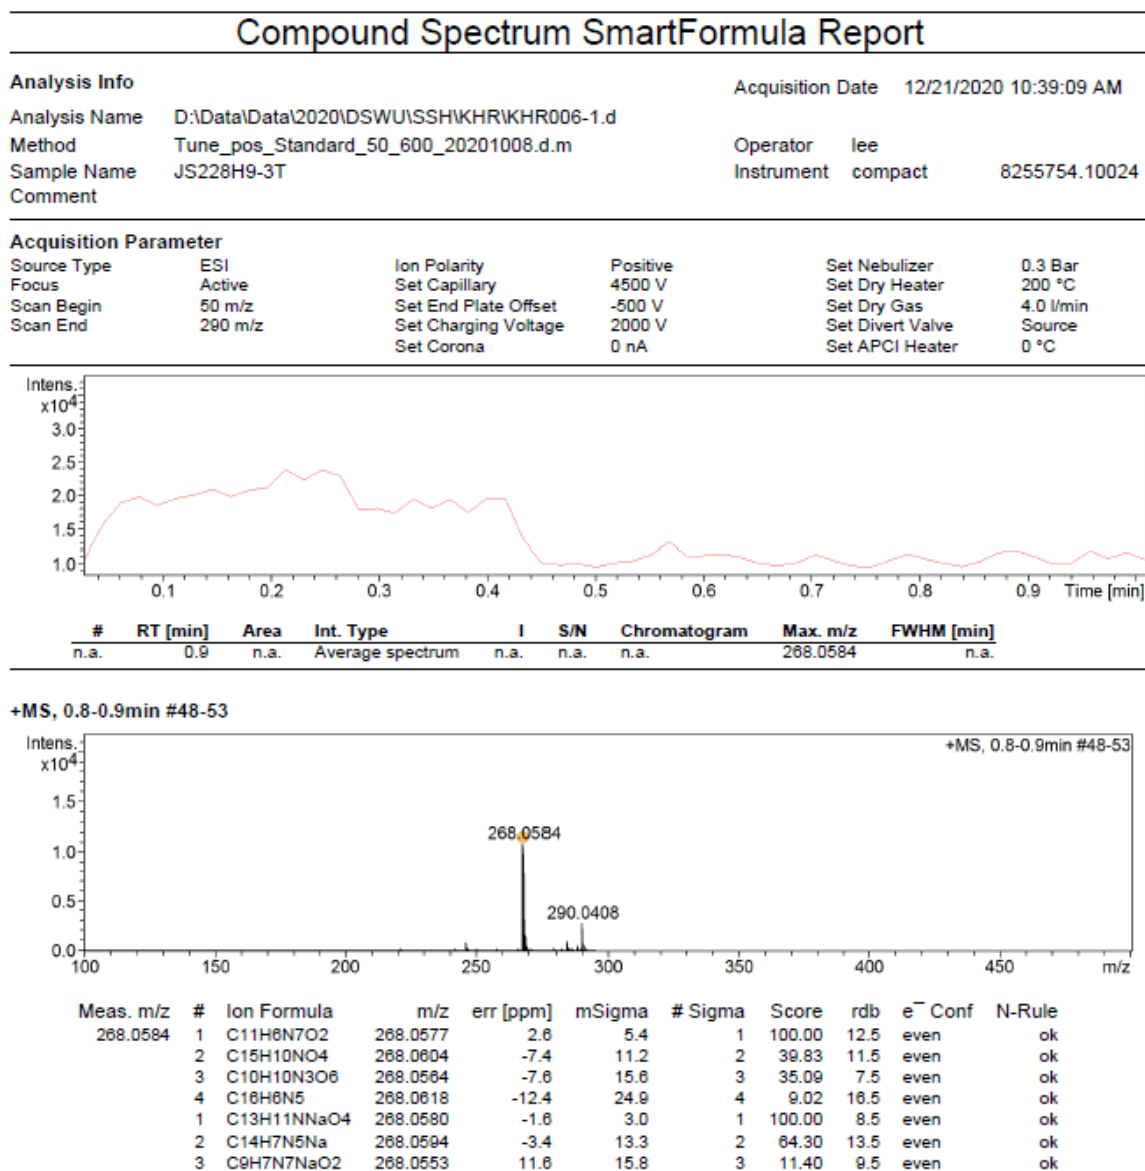 Compound Spectrum SmartFormula Report
Analysis Info Acquisition Date 12/21/2020 10:39:09 AM
Analysis Name D:\Data\Data\2020\DSWU\SSH\KHR\KHR006-1.d
Method Tune_pos_Standard_50_600_20201008.d.m Operator lee
Sample Name JS228H9-3T Instrument compact 8255754.10024
Comment
Acquisition Parameter
Source Type ESI Ion Polarity Positive Set Nebulizer 0.3 Bar
Focus Active Set Capillary 4500 V Set Dry Heater 200 °C
Scan Begin 50 m/z Set End Plate Offset -500 V Set Dry Gas 4.0 l/min
Scan End 290 m/z Set Charging Voltage 2000 V Set Divert Valve Source
Set Corona 0 nA Set APCI Heater 0 °C
Intens.
x10⁴
3.0
2.5
2.0
1.5
1.0
0.1 0.2 0.3 0.4 0.5 0.6 0.7 0.8 0.9 Time [min]
# RT [min] Area Int. Type I S/N Chromatogram Max. m/z FWHM [min]
n.a. 0.9 n.a. Average spectrum n.a. n.a. n.a. 268.0584 n.a.
+MS, 0.8-0.9min #48-53
Intens. +MS, 0.8-0.9min #48-53
x10⁴
1.5
268.0584
1.0
0.5 290.0408
0.0
100 150 200 250 300 350 400 450 m/z
Meas. m/z # Ion Formula m/z err [ppm] mSigma # Sigma Score rdb e⁻ Conf N-Rule
268.0584 1 C11H6N7O2 268.0577 2.6 5.4 1 100.00 12.5 even ok
2 C15H10NO4 268.0604 -7.4 11.2 2 39.83 11.5 even ok
3 C10H10N3O6 268.0564 -7.6 15.6 3 35.09 7.5 even ok
4 C16H6N5 268.0618 -12.4 24.9 4 9.02 16.5 even ok
1 C13H11NNaO4 268.0580 -1.6 3.0 1 100.00 8.5 even ok
2 C14H7N5Na 268.0594 -3.4 13.3 2 64.30 13.5 even ok
3 C9H7N7NaO2 268.0553 11.6 15.8 3 11.40 9.5 even ok